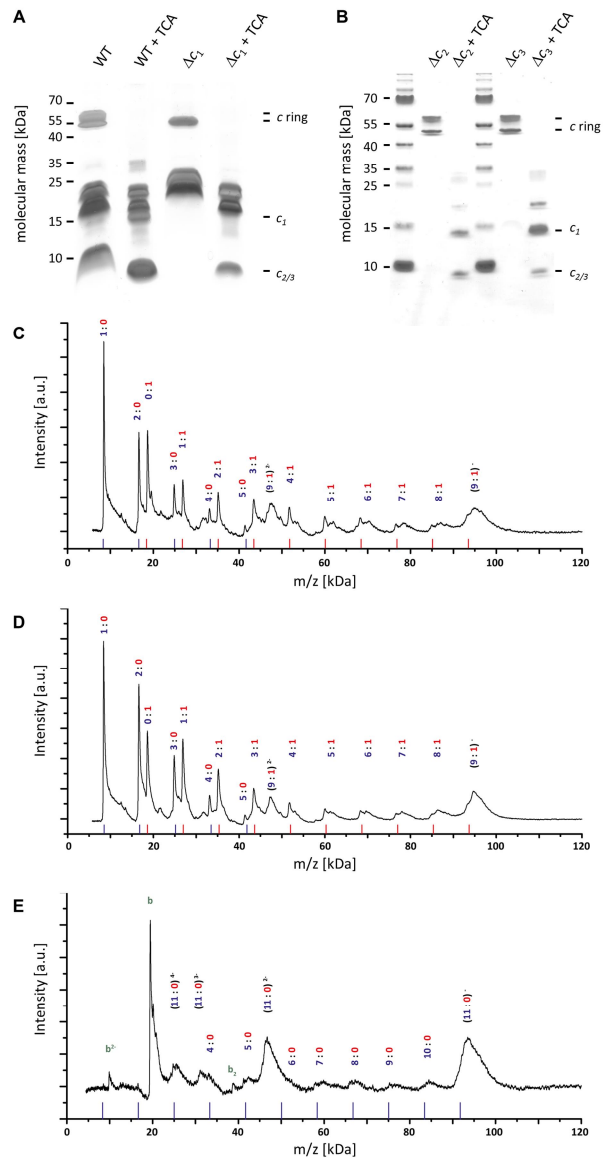 A
WT
WT + TCA
Δc1
Δc1 + TCA
molecular mass [kDa]
70
55
40
35
25
15
10
c ring
c1
c2/3
B
Δc2
Δc2 + TCA
Δc3
Δc3 + TCA
molecular mass [kDa]
70
55
40
35
25
15
10
c ring
c1
c2/3
C
Intensity [a.u.]
1:0
2:0
0:1
3:0
1:1
4:0
2:1
5:0
3:1
(9:1)2-
4:1
5:1
6:1
7:1
8:1
(9:1)-
0 20 40 60 80 100 120
m/z [kDa]
D
Intensity [a.u.]
1:0
2:0
0:1
3:0
1:1
4:0
2:1
5:0
3:1
(9:1)2-
4:1
5:1
6:1
7:1
8:1
(9:1)-
0 20 40 60 80 100 120
m/z [kDa]
E
Intensity [a.u.]
b2-
b
(11:0)4-
(11:0)3-
4:0
b2
5:0
(11:0)2-
6:0
7:0
8:0
9:0
10:0
(11:0)-
0 20 40 60 80 100 120
m/z [kDa]